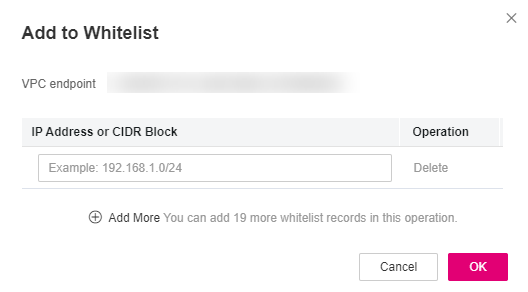 Add to Whitelist
VPC endpoint
IP Address or CIDR Block Operation
Example: 192.168.1.0/24 Delete
Add More You can add 19 more whitelist records in this operation.
Cancel OK